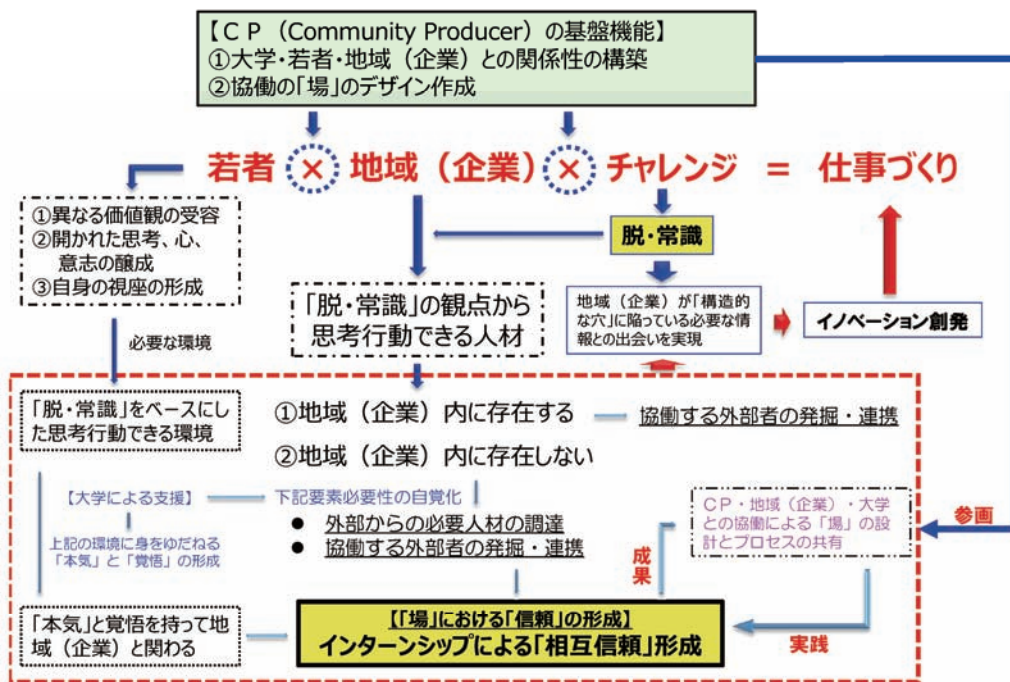 【ＣＰ（Community Producer）の基盤機能】
①大学・若者・地域（企業）との関係性の構築
②協働の「場」のデザイン作成
若者 × 地域（企業） × チャレンジ = 仕事づくり
①異なる価値観の受容
②開かれた思考、心、
意志の醸成
③自身の視座の形成
脱・常識
「脱・常識」の観点から
思考行動できる人材
地域（企業）が「構造的
な穴」に陥っている必要な情
報との出会いを実現
イノベーション創発
必要な環境
「脱・常識」をベースにし
た思考行動できる環境
①地域（企業）内に存在する
協働する外部者の発掘・連携
②地域（企業）内に存在しない
【大学による支援】
下記要素必要性の自覚化
● 外部からの必要人材の調達
● 協働する外部者の発掘・連携
上記の環境に身をゆだねる
「本気」と「覚悟」の形成
ＣＰ・地域（企業）・大学
との協働による「場」の設
計とプロセスの共有
参画
成果
「本気」と覚悟を持って地
域（企業）と関わる
【「場」における「信頼」の形成】
インターンシップによる「相互信頼」形成
実践